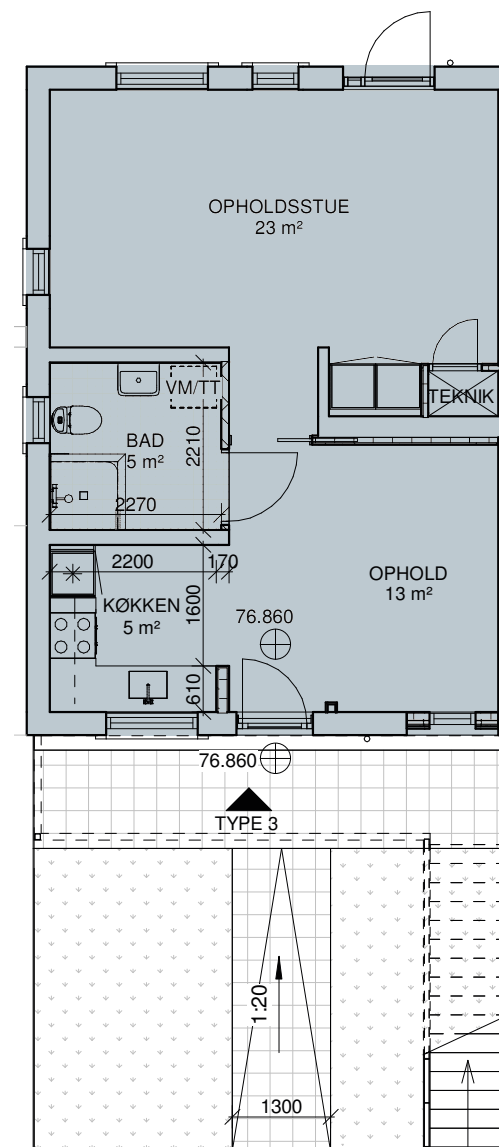 OPHOLDSSTUE
23 m²
VM/TT
TEKNIK
BAD
5 m²
2210
2270
2200
170
OPHOLD
13 m²
KØKKEN
5 m²
1600
76.860
610
76.860
TYPE 3
1:20
1300